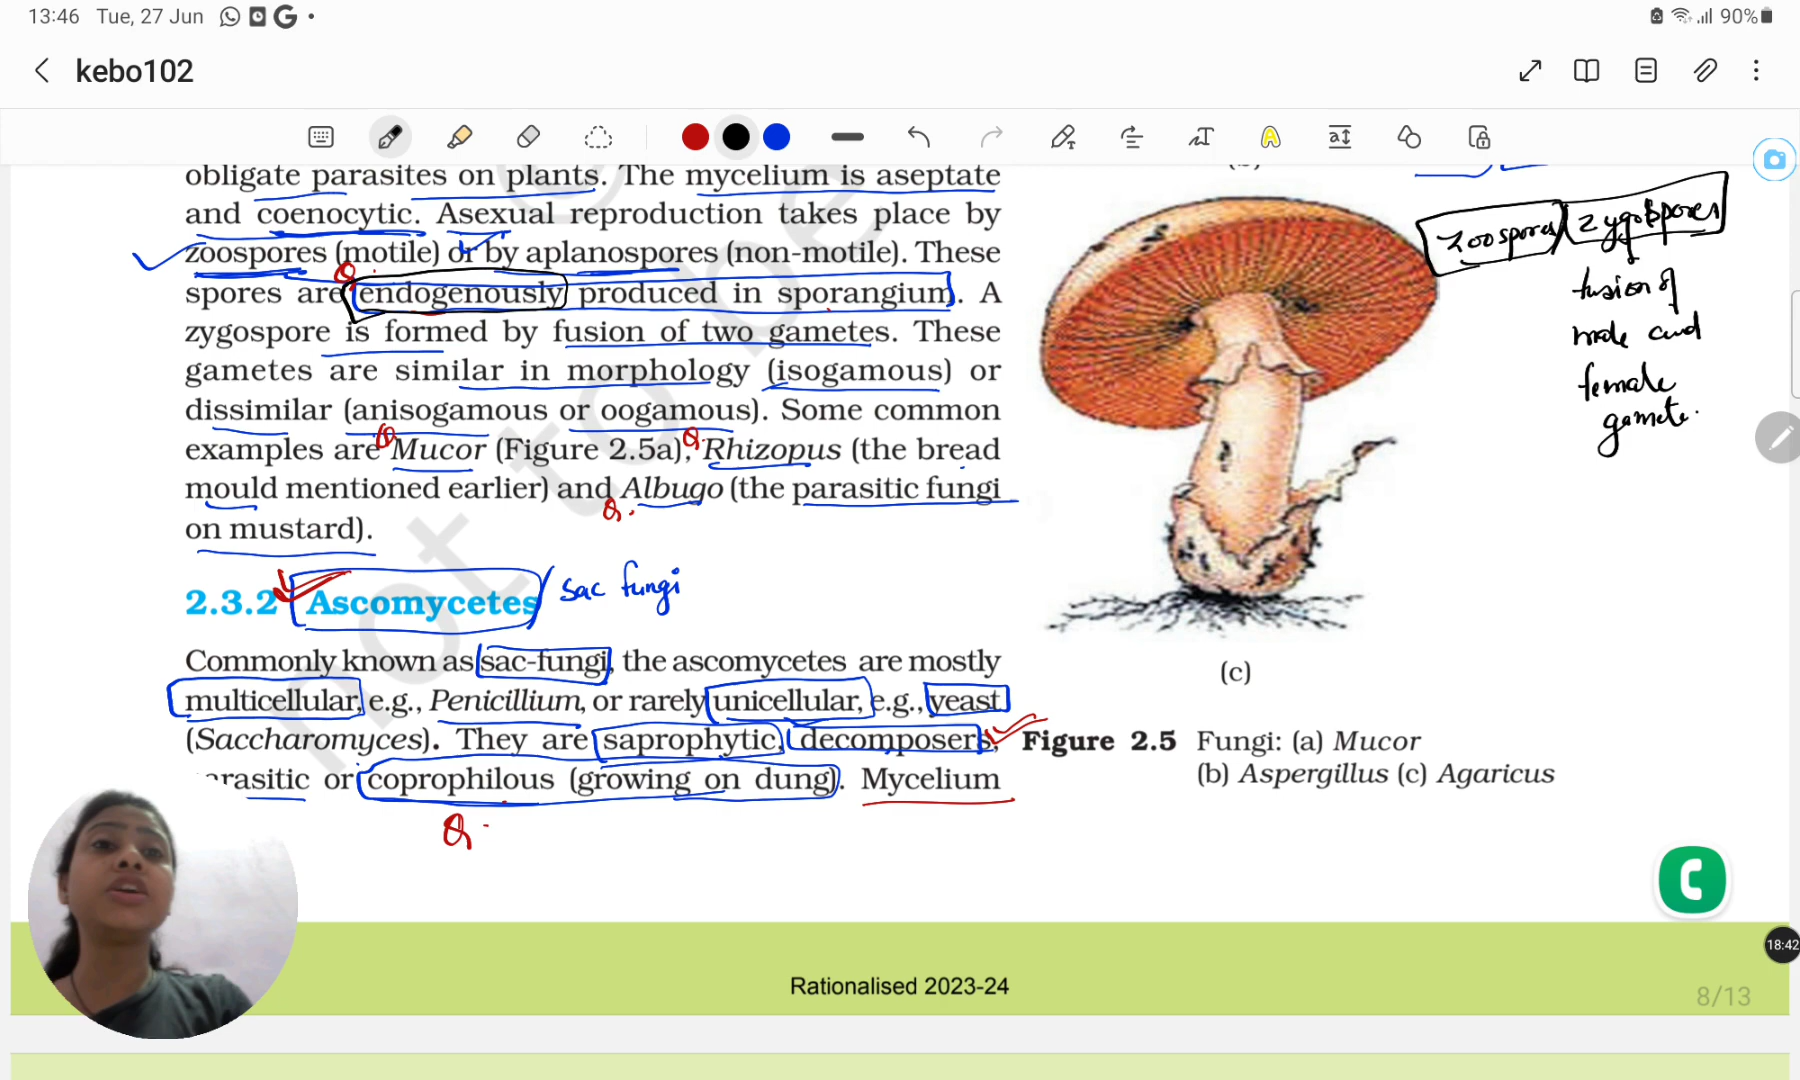 13:46 Tue, 27 Jun
90%
kebo102
obligate parasites on plants. The mycelium is aseptate
and coenocytic. Asexual reproduction takes place by
zoospores (motile) or by aplanospores (non-motile). These
spores are endogenously produced in sporangium. A
zygospore is formed by fusion of two gametes. These
gametes are similar in morphology (isogamous) or
dissimilar (anisogamous or oogamous). Some common
examples are Mucor (Figure 2.5a), Rhizopus (the bread
mould mentioned earlier) and Albugo (the parasitic fungi
on mustard).
2.3.2 Ascomycetes
sac fungi
Commonly known as sac-fungi, the ascomycetes are mostly
multicellular, e.g., Penicillium, or rarely unicellular, e.g., yeast
(Saccharomyces). They are saprophytic, decomposers,
rasitic or coprophilous (growing on dung). Mycelium
Q.
zoospores zygospores
fusion of
male and
female
gamete.
(c)
Figure 2.5 Fungi: (a) Mucor
(b) Aspergillus (c) Agaricus
18:42
Rationalised 2023-24
8/13